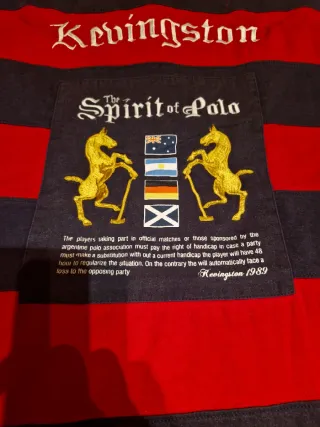 Kevingston
The
Spirit of Polo
The players taking part in official matches or those sponsored by the
argentine polo association must pay the right of handicap in case a party
must make a substitution with out a current handicap the player will have 48
hour to regularize the situation. On the contrary the will automatically face a
loss to the opposing party
Kevingston 1989